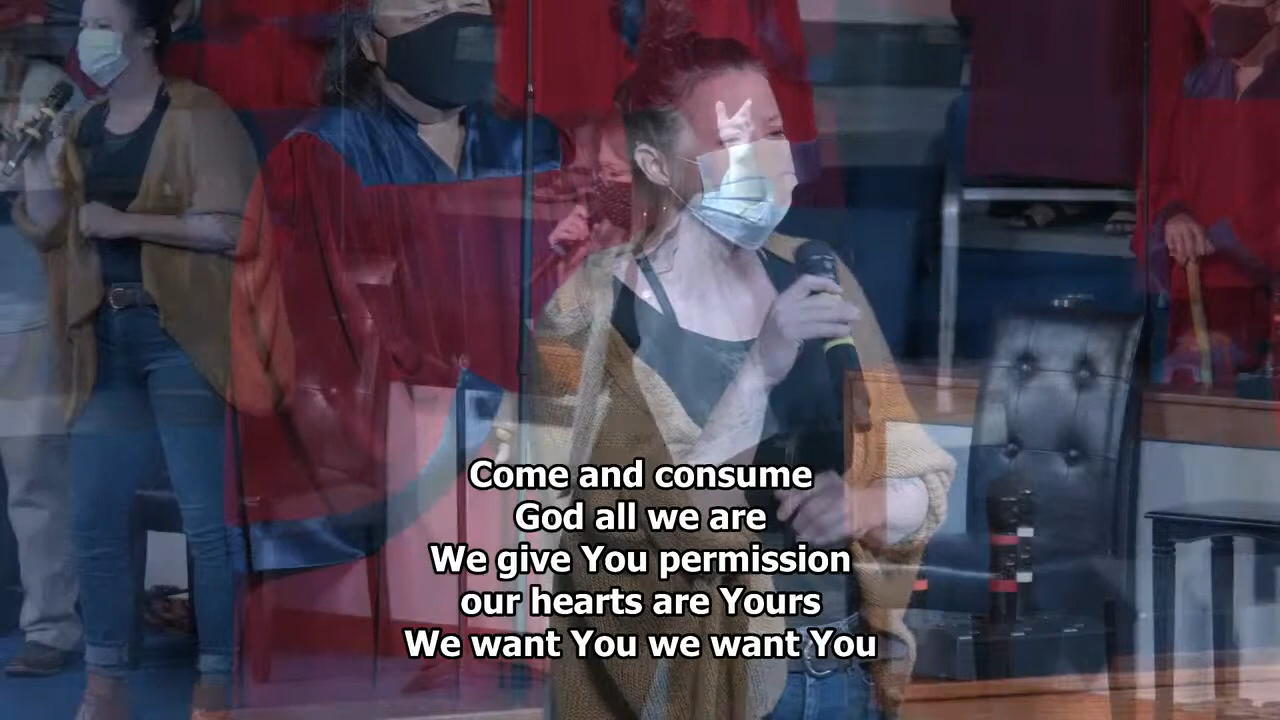 Come and consume
God all we are
We give You permission
our hearts are Yours
We want You we want You